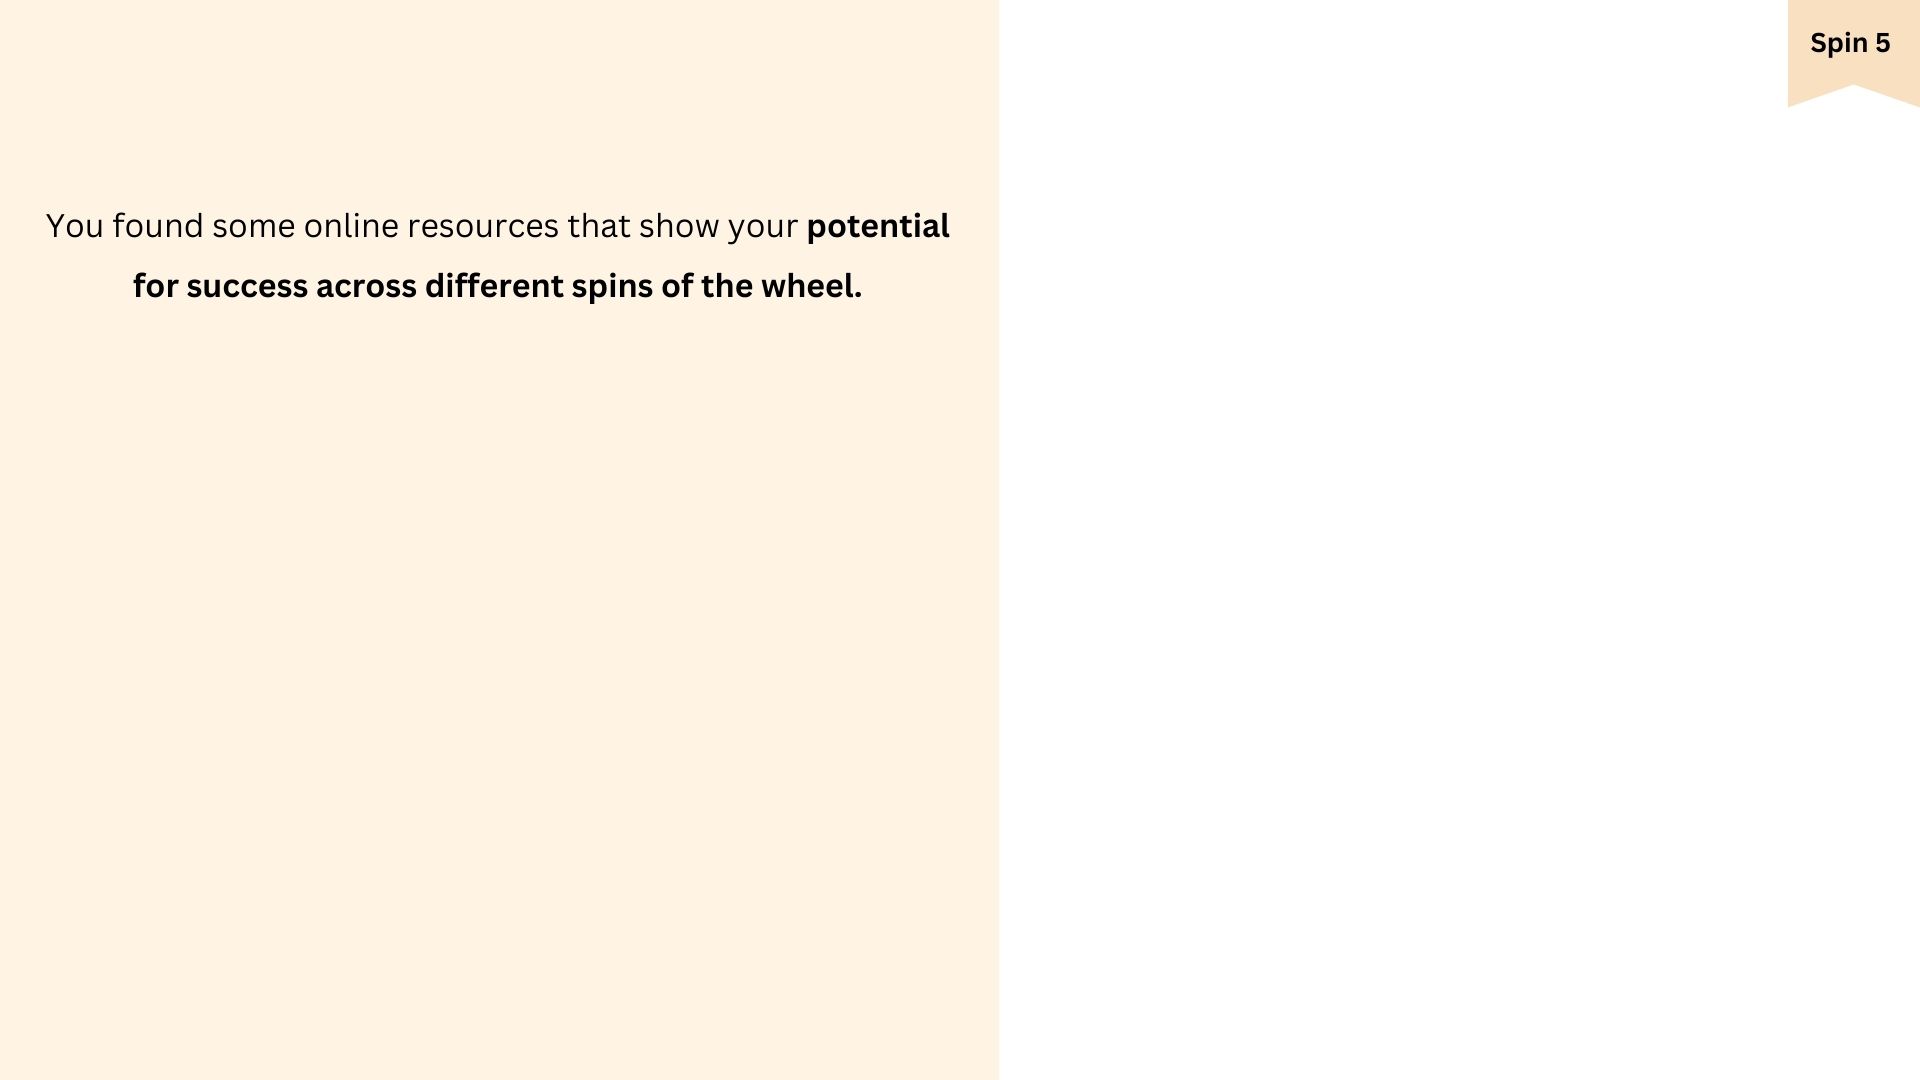 Spin 5
You found some online resources that show your potential
for success across different spins of the wheel.